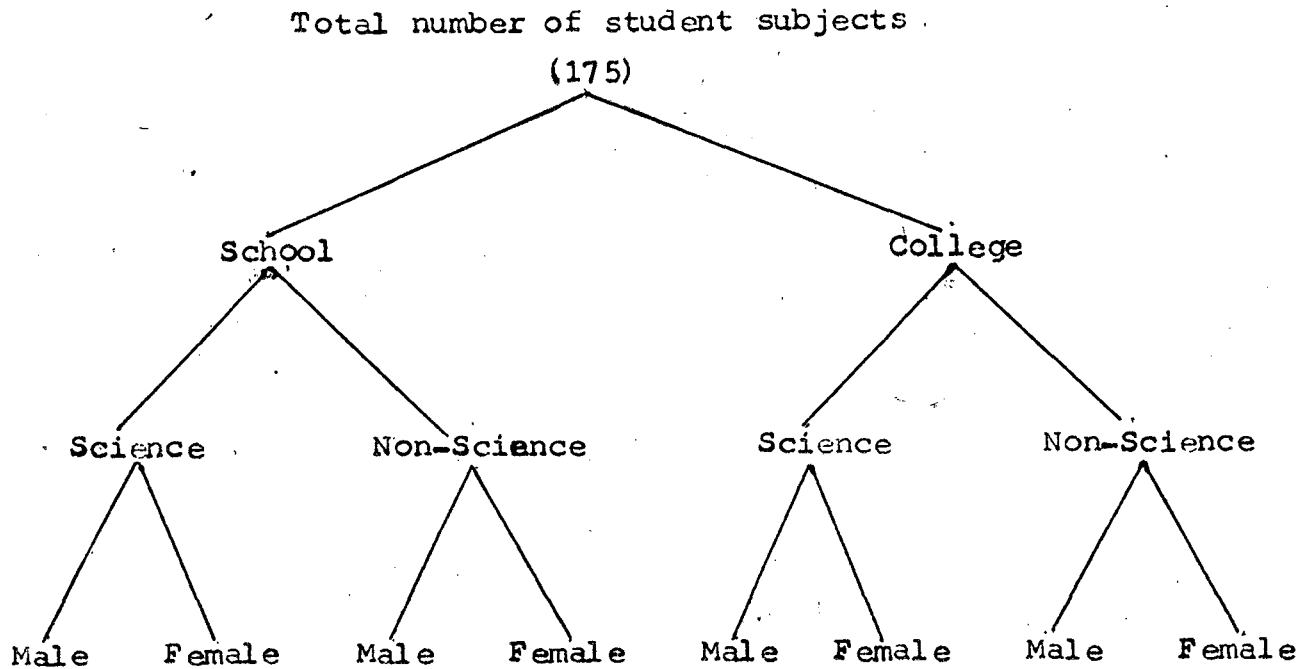 Total number of student subjects
(175)
School College
Science Non-Science Science Non-Science
Male Female Male Female Male Female Male Female